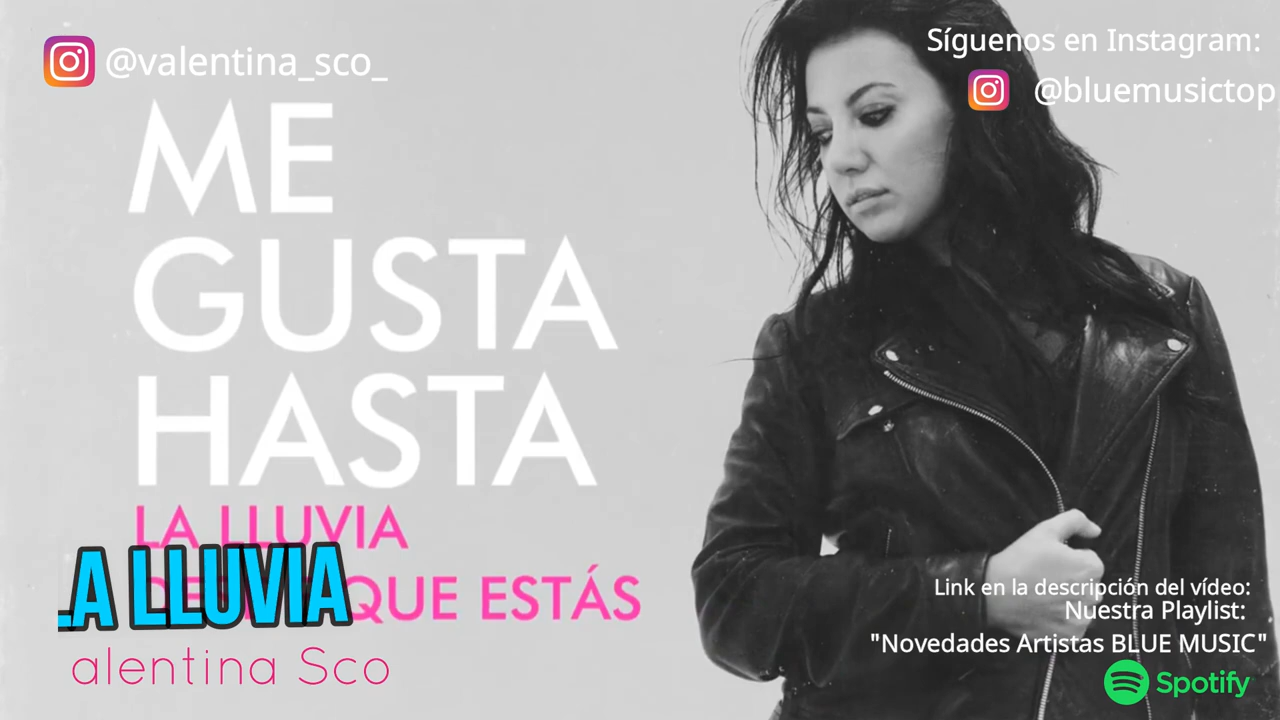 @valentina_sco_
Síguenos en Instagram:
@bluemusictop
ME
GUSTA
HASTA
LA LLUVIA
LA LLUVIA
QUE ESTÁS
alentina Sco
Link en la descripción del vídeo:
Nuestra Playlist:
"Novedades Artistas BLUE MUSIC"
Spotify